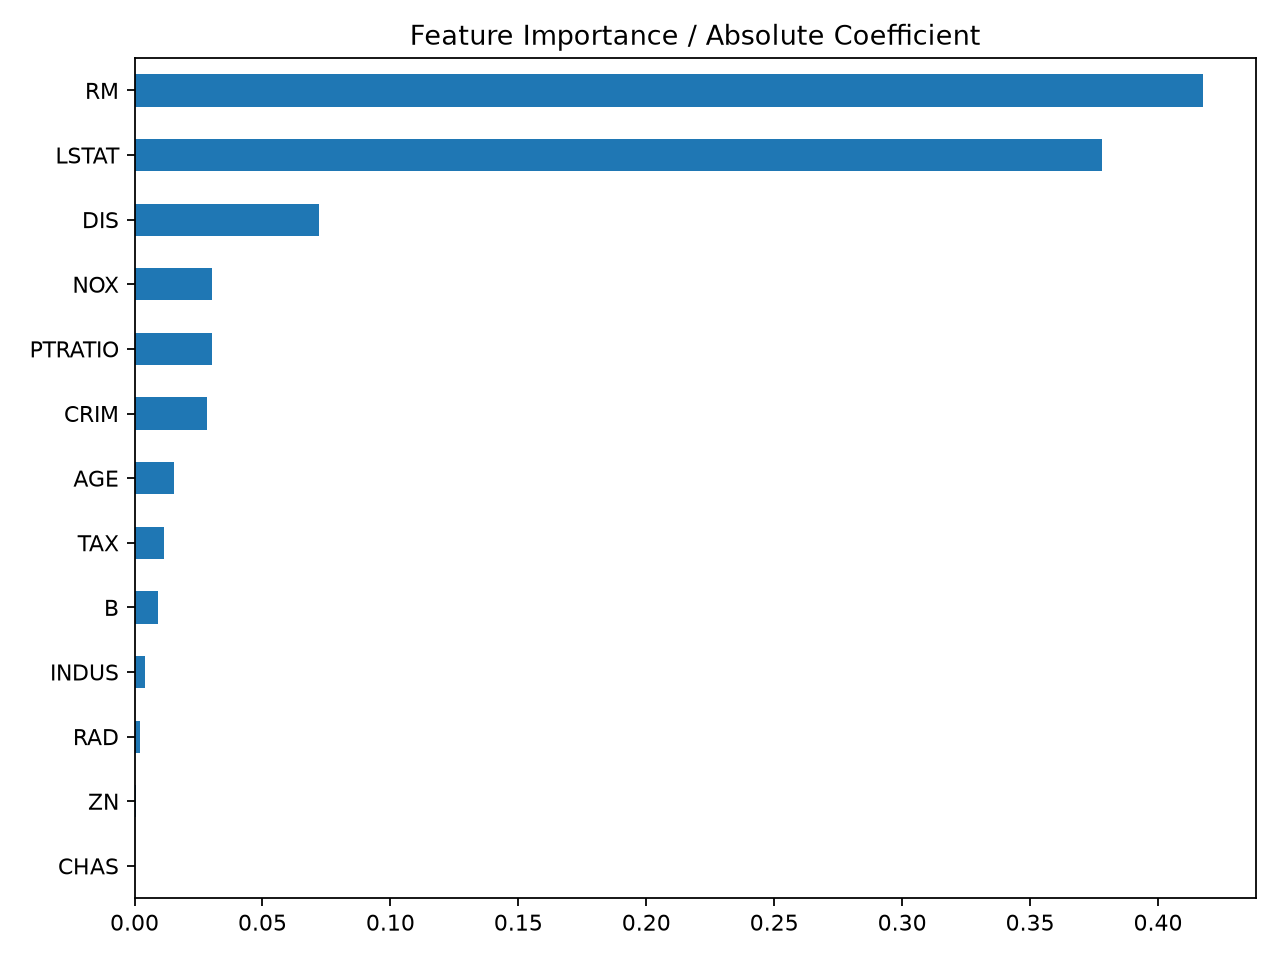 Feature Importance / Absolute Coefficient
RM
LSTAT
DIS
NOX
PTRATIO
CRIM
AGE
TAX
B
INDUS
RAD
ZN
CHAS
0.00 0.05 0.10 0.15 0.20 0.25 0.30 0.35 0.40